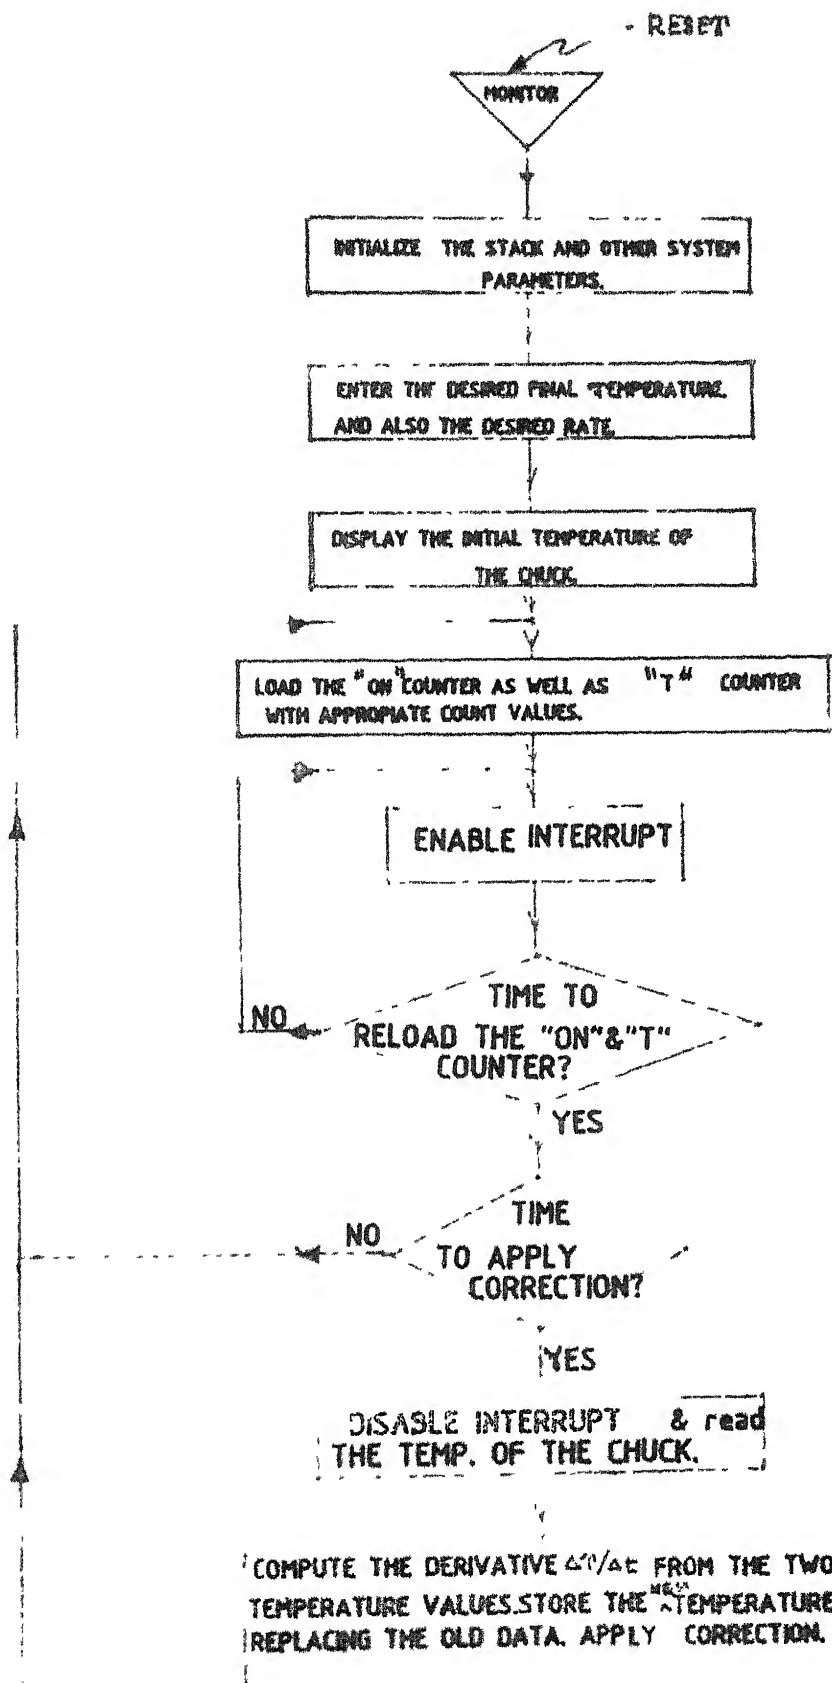 - RESET
MONITOR
INITIALIZE THE STACK AND OTHER SYSTEM
PARAMETERS.
ENTER THE DESIRED FINAL TEMPERATURE.
AND ALSO THE DESIRED RATE.
DISPLAY THE INITIAL TEMPERATURE OF
THE CHUCK.
LOAD THE "ON" COUNTER AS WELL AS "T" COUNTER
WITH APPROPIATE COUNT VALUES.
ENABLE INTERRUPT
TIME TO
NO
RELOAD THE "ON"&"T"
COUNTER?
YES
TIME
NO
TO APPLY
CORRECTION?
YES
DISABLE INTERRUPT & read
THE TEMP. OF THE CHUCK.
COMPUTE THE DERIVATIVE ΔT/Δt FROM THE TWO
TEMPERATURE VALUES.STORE THE "NEW" TEMPERATURE
REPLACING THE OLD DATA. APPLY CORRECTION.